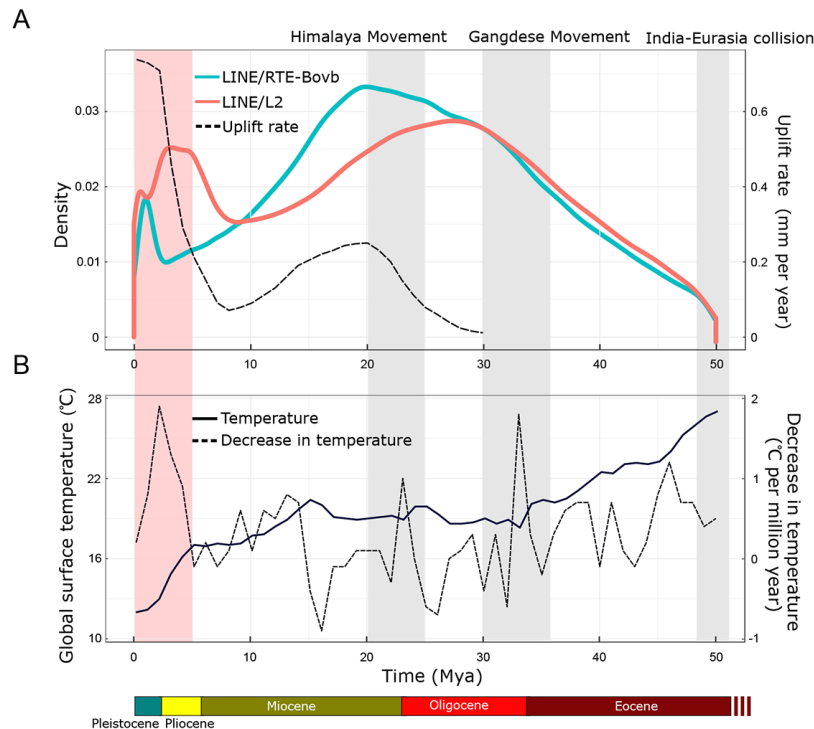 A
Himalaya Movement
Gangdese Movement
India-Eurasia collision
LINE/RTE-Bovb
LINE/L2
Uplift rate
Density
0.03
0.02
0.01
0
0.6
0.4
0.2
0
Uplift rate (mm per year)
0
10
20
30
40
50
B
Temperature
Decrease in temperature
Global surface temperature (℃)
28
22
16
10
2
1
0
-1
Decrease in temperature
(℃ per million year)
0
10
20
30
40
50
Time (Mya)
Miocene
Oligocene
Eocene
Pleistocene
Pliocene